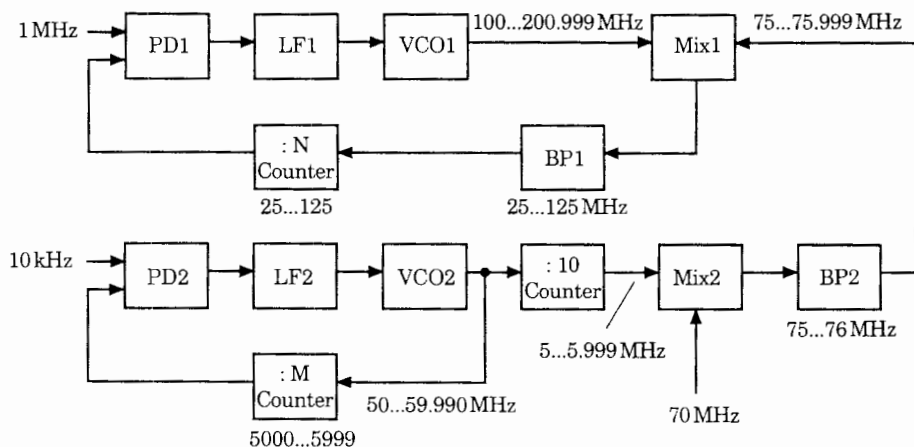 100...200.999 MHz
75...75.999 MHz
1 MHz
PD1
LF1
VCO1
Mix1
: N
Counter
BP1
25...125
25...125 MHz
10 kHz
PD2
LF2
VCO2
: 10
Counter
Mix2
BP2
75...76 MHz
5...5.999 MHz
: M
Counter
50...59.990 MHz
70 MHz
5000...5999